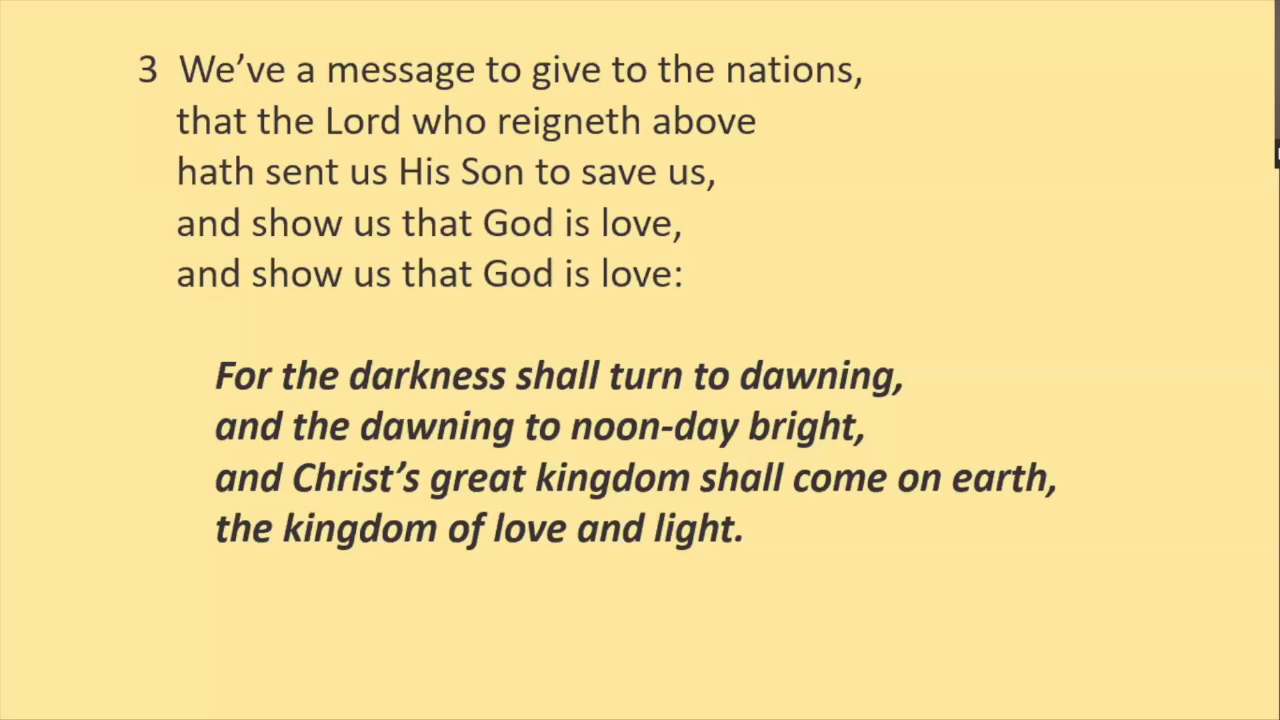 3 We’ve a message to give to the nations,
that the Lord who reigneth above
hath sent us His Son to save us,
and show us that God is love,
and show us that God is love:
For the darkness shall turn to dawning,
and the dawning to noon-day bright,
and Christ’s great kingdom shall come on earth,
the kingdom of love and light.